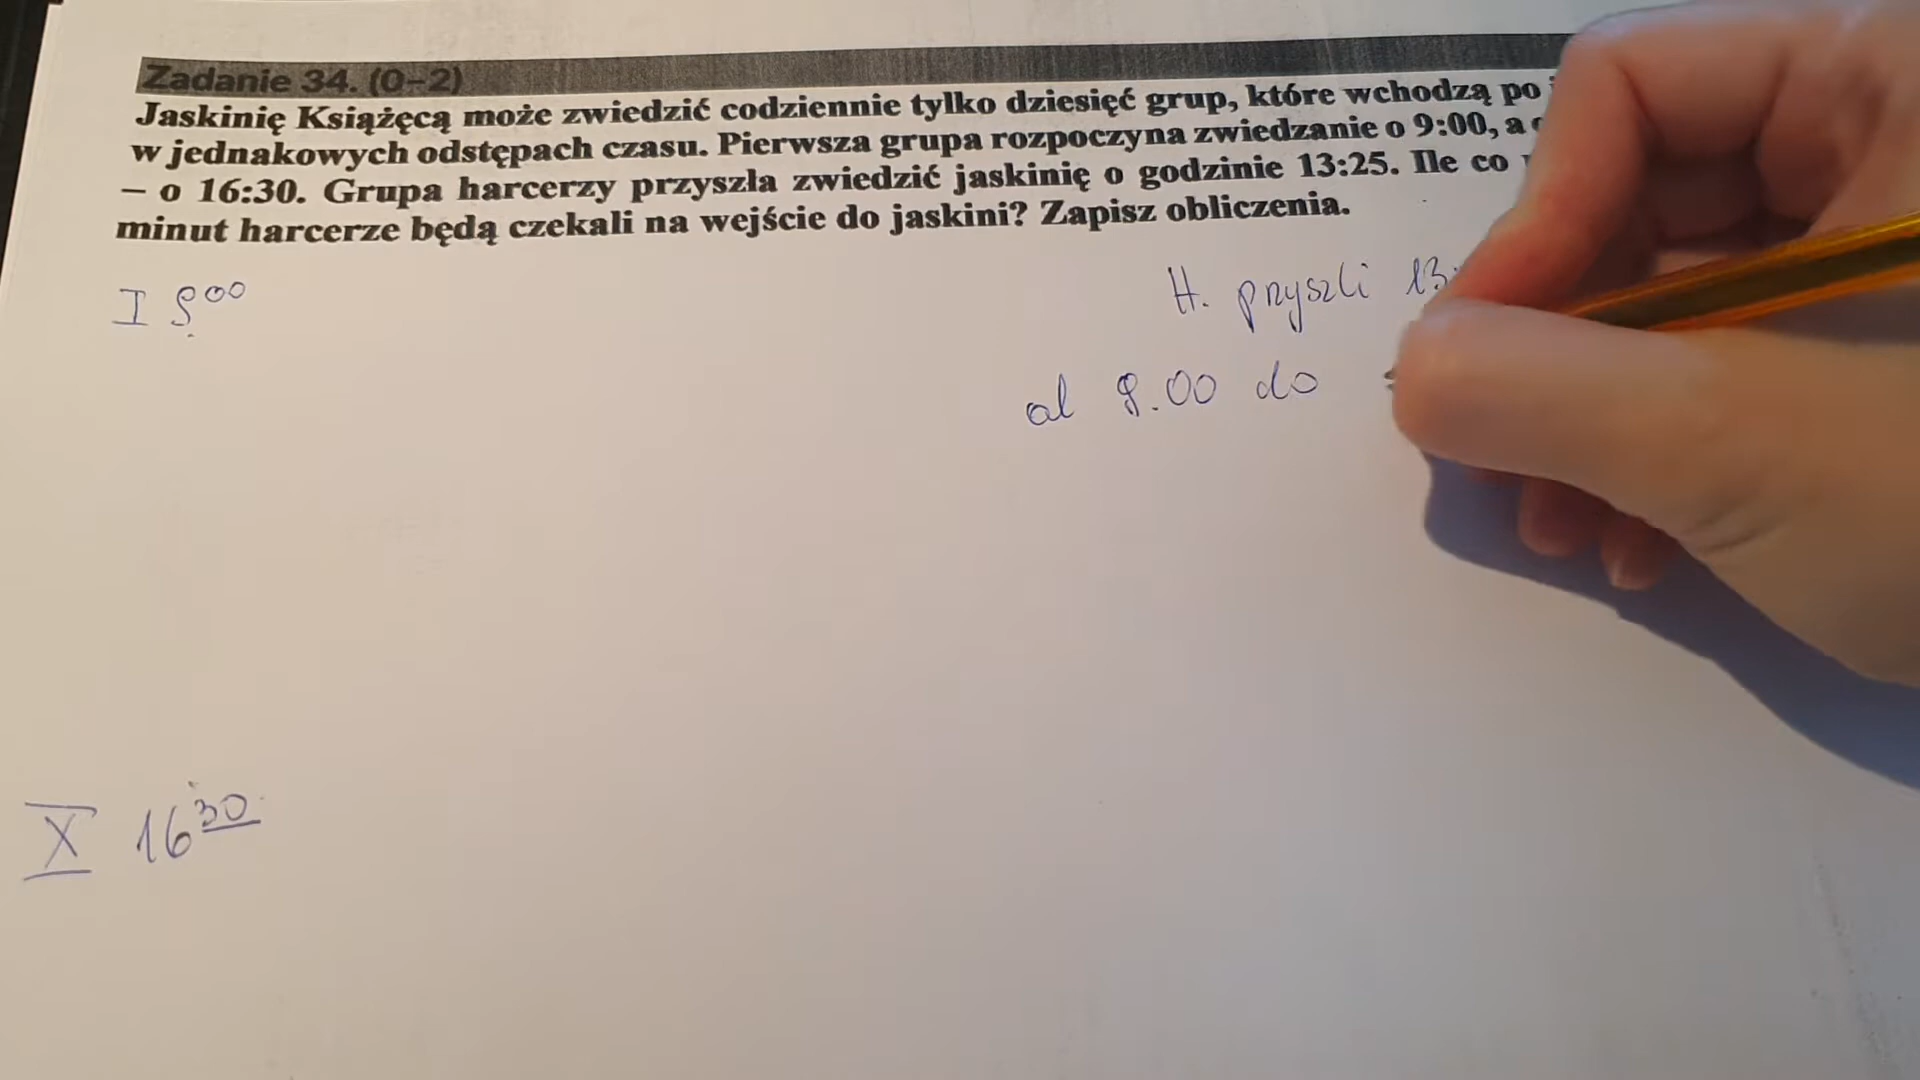 Zadanie 34. (0–2)
Jaskinię Książęcą może zwiedzić codziennie tylko dziesięć grup, które wchodzą po
w jednakowych odstępach czasu. Pierwsza grupa rozpoczyna zwiedzanie o 9:00, a
– o 16:30. Grupa harcerzy przyszła zwiedzić jaskinię o godzinie 13:25. Ile co
minut harcerze będą czekali na wejście do jaskini? Zapisz obliczenia.
I 9⁰⁰
H. przyszli 13
od 9.00 do
X 16³⁰